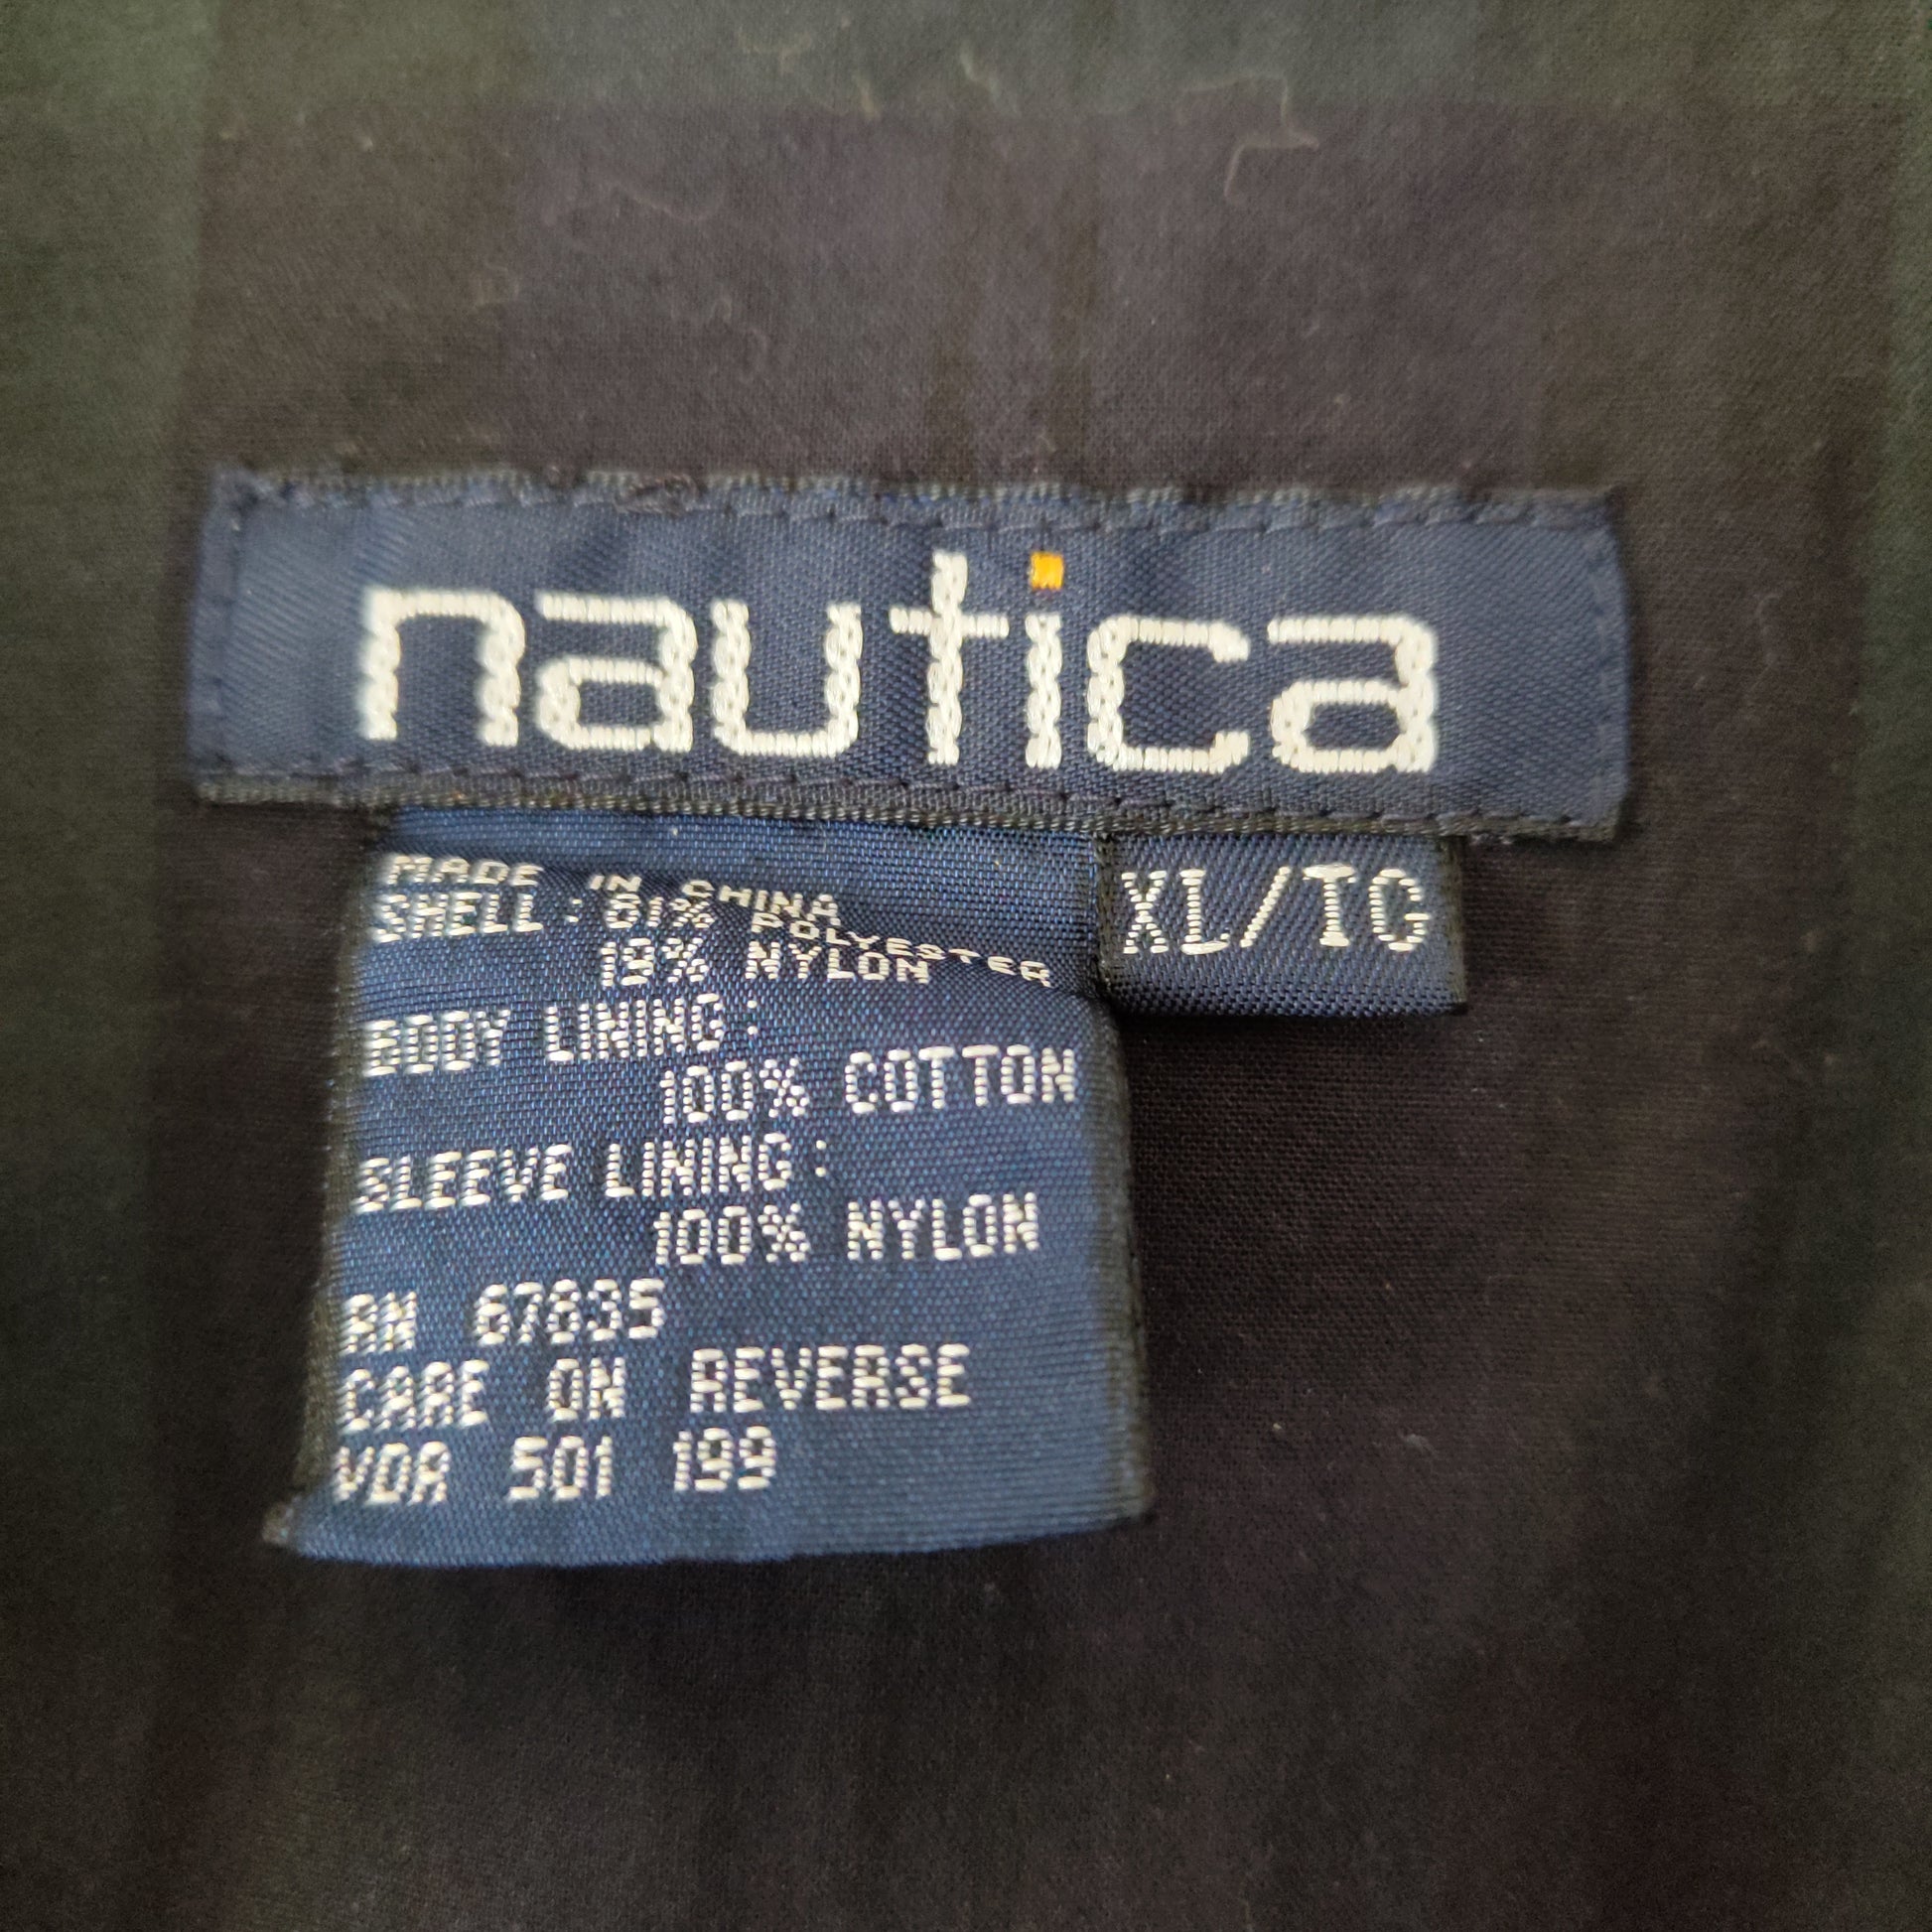 nautica
XL/TG
MADE IN CHINA
SHELL: 81% POLYESTER
19% NYLON
BODY LINING:
100% COTTON
SLEEVE LINING:
100% NYLON
RN 67835
CARE ON REVERSE
VDR 501 199